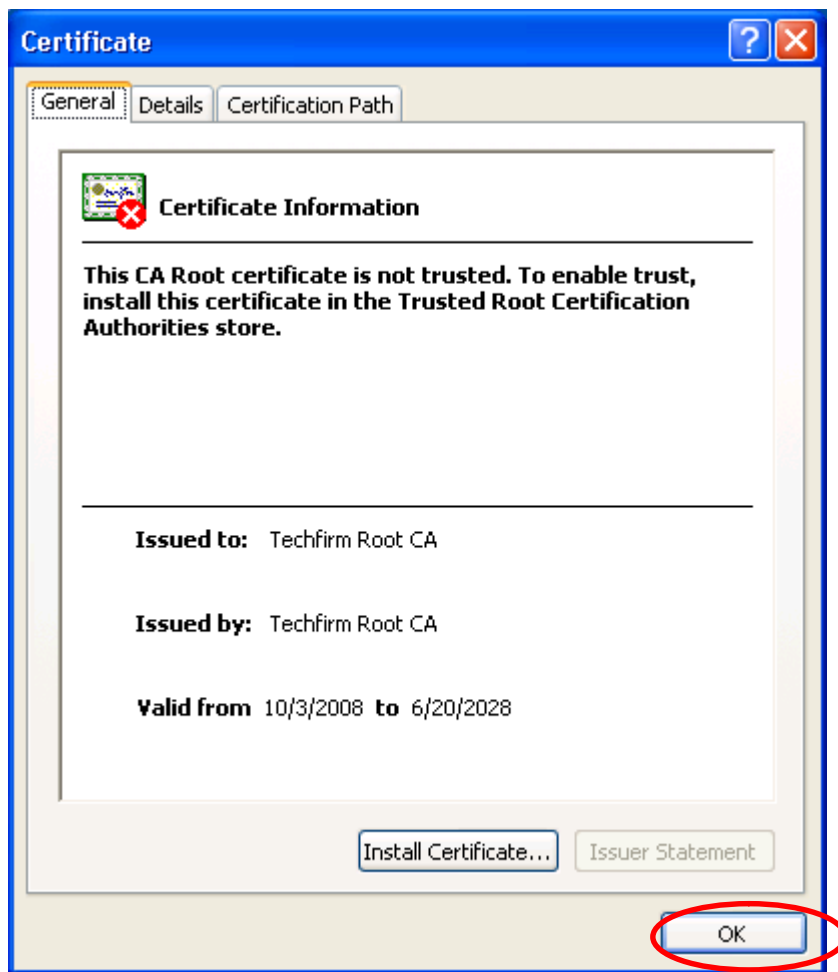 Certificate
General Details Certification Path
Certificate Information
This CA Root certificate is not trusted. To enable trust,
install this certificate in the Trusted Root Certification
Authorities store.
Issued to: Techfirm Root CA
Issued by: Techfirm Root CA
Valid from 10/3/2008 to 6/20/2028
Install Certificate... Issuer Statement
OK